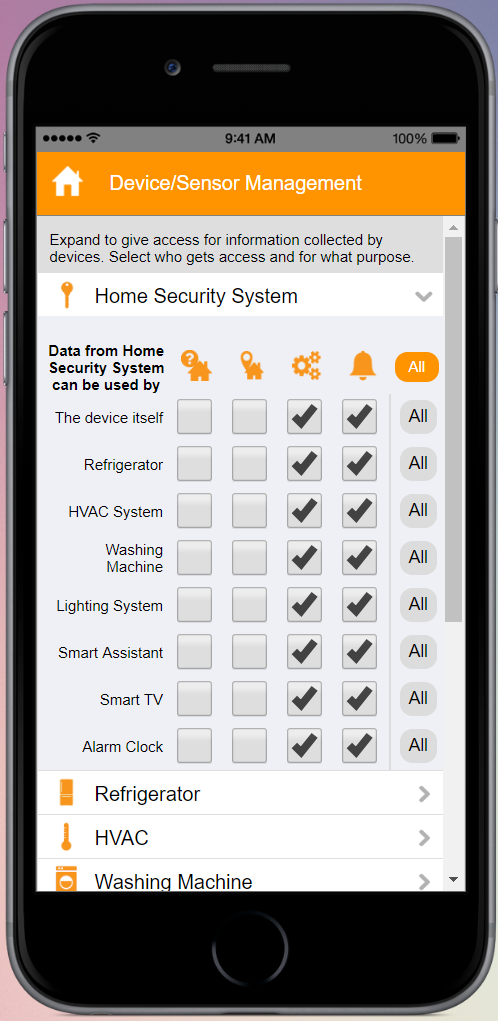 9:41 AM 100%
Device/Sensor Management
Expand to give access for information collected by
devices. Select who gets access and for what purpose.
Home Security System
Data from Home
Security System
can be used by
? All
The device itself All
Refrigerator All
HVAC System All
Washing
Machine All
Lighting System All
Smart Assistant All
Smart TV All
Alarm Clock All
Refrigerator
HVAC
Washing Machine